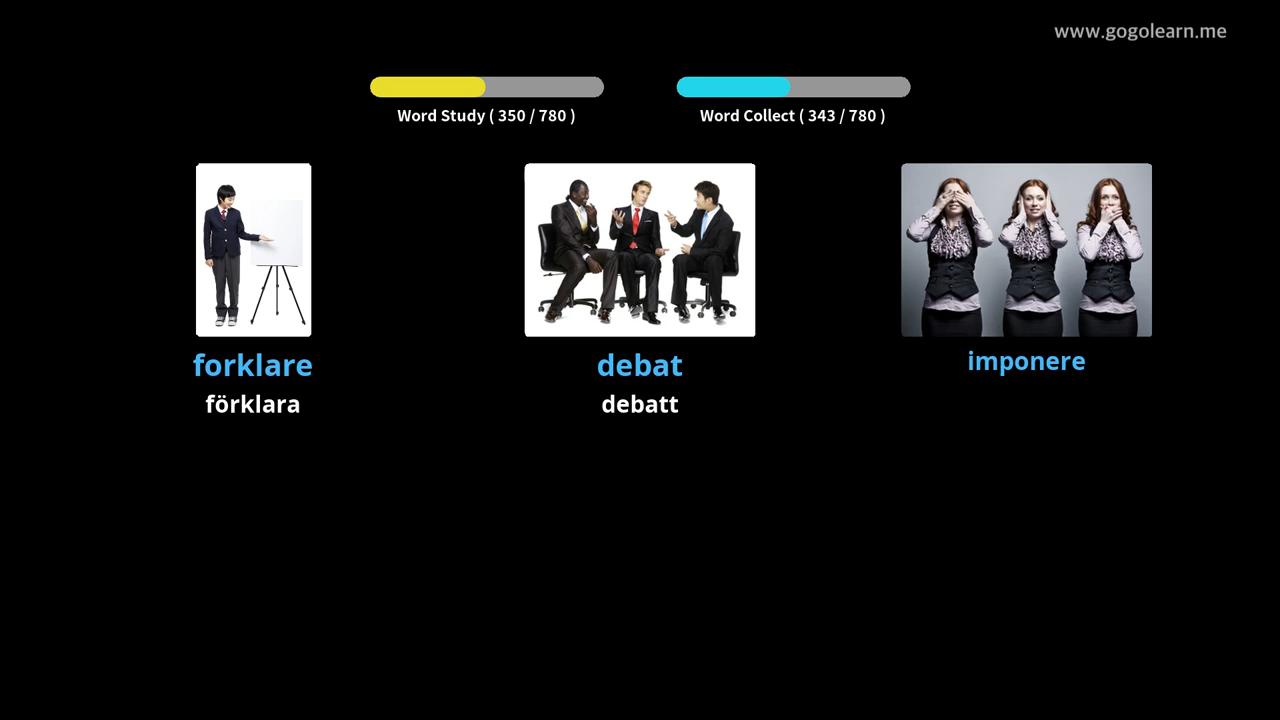 www.gogolearn.me
Word Study ( 350 / 780 )
Word Collect ( 343 / 780 )
forklare
förklara
debat
debatt
imponere